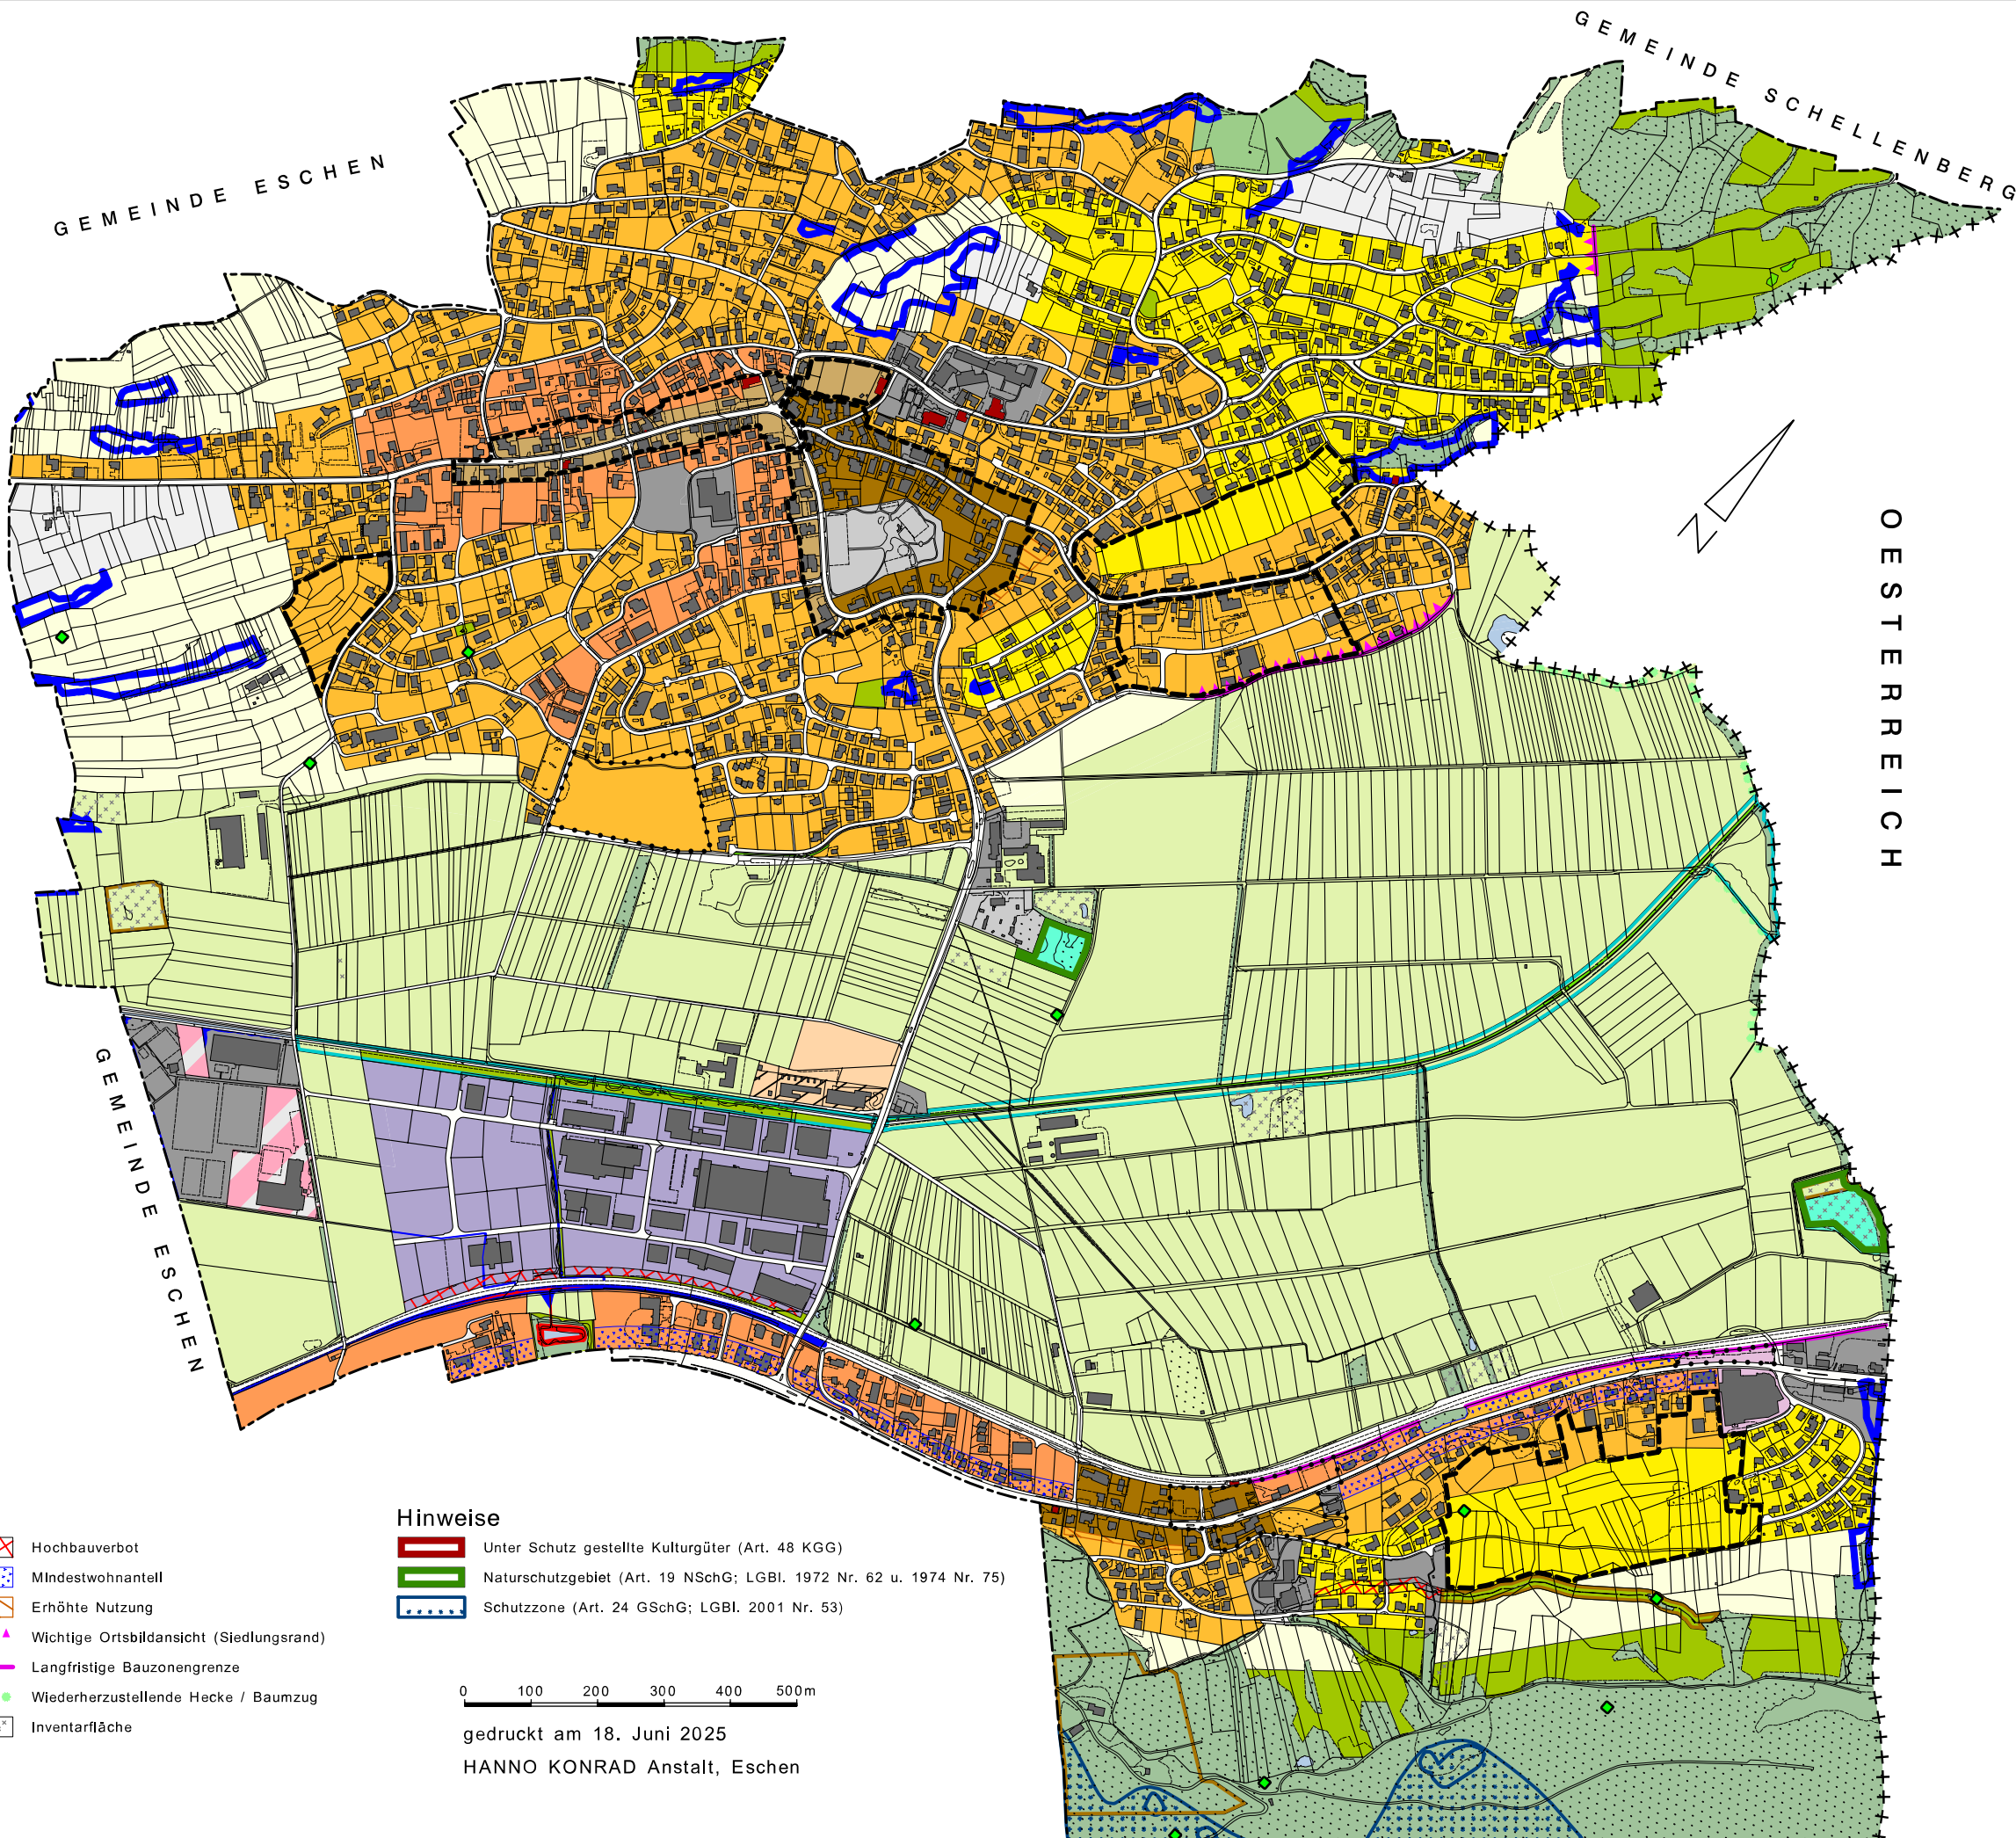 GEMEINDE SCHELLENBERG
GEMEINDE ESCHEN
OESTERREICH
N
GEMEINDE ESCHEN
Hochbauverbot
Mindestwohnanteil
Erhöhte Nutzung
Wichtige Ortsbildansicht (Siedlungsrand)
Langfristige Bauzonengrenze
Wiederherzustellende Hecke / Baumzug
Inventarfläche
Hinweise
Unter Schutz gestellte Kulturgüter (Art. 48 KGG)
Naturschutzgebiet (Art. 19 NSchG; LGBl. 1972 Nr. 62 u. 1974 Nr. 75)
Schutzzone (Art. 24 GSchG; LGBl. 2001 Nr. 53)
0 100 200 300 400 500m
gedruckt am 18. Juni 2025
HANNO KONRAD Anstalt, Eschen